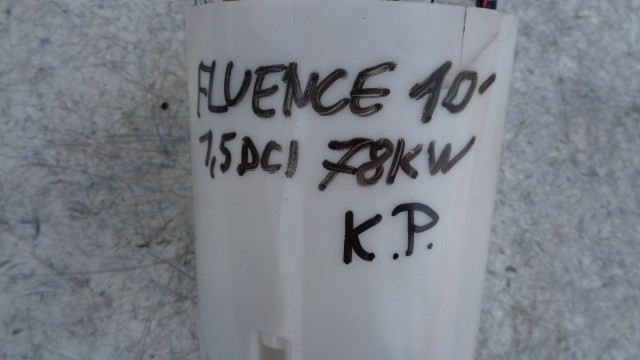 FLUENCE 10-
1,5DCI 78KW
K.P.